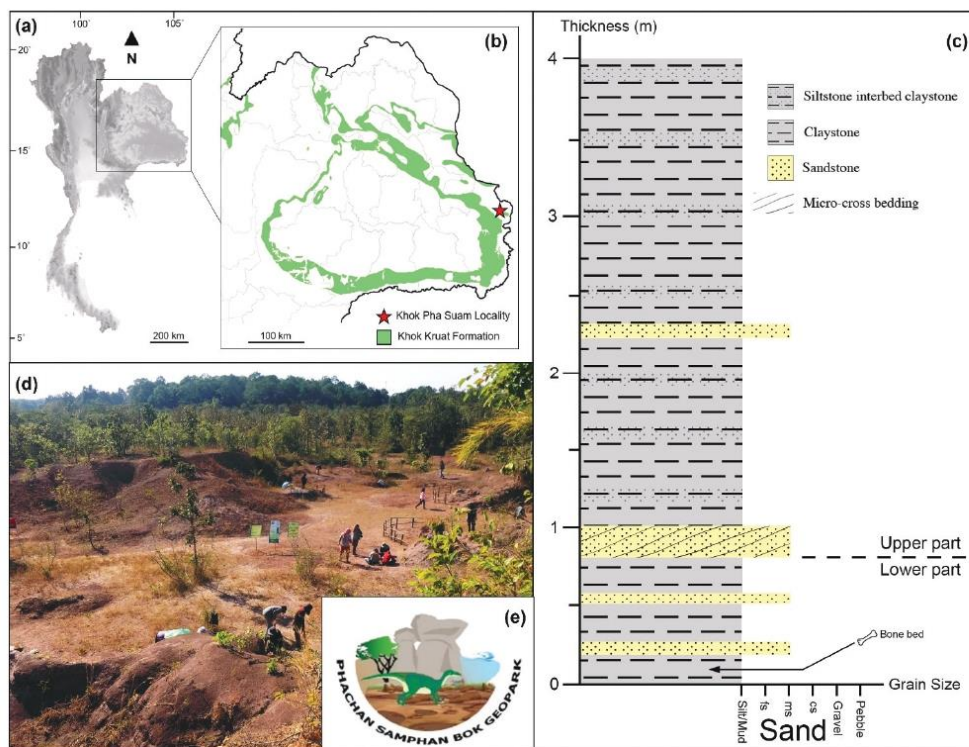 (a)
100°
105°
N
20°
15°
10°
5°
200 km
(b)
Khok Pha Suam Locality
Khok Kruat Formation
100 km
Thickness (m)
(c)
4
3
2
1
0
Siltstone interbed claystone
Claystone
Sandstone
Micro-cross bedding
Upper part
Lower part
Bone bed
Grain Size
Silt/Mud
fs
ms
cs
Gravel
Pebble
Sand
(d)
(e)
PHACHAN SAMPHAN BOK GEOPARK